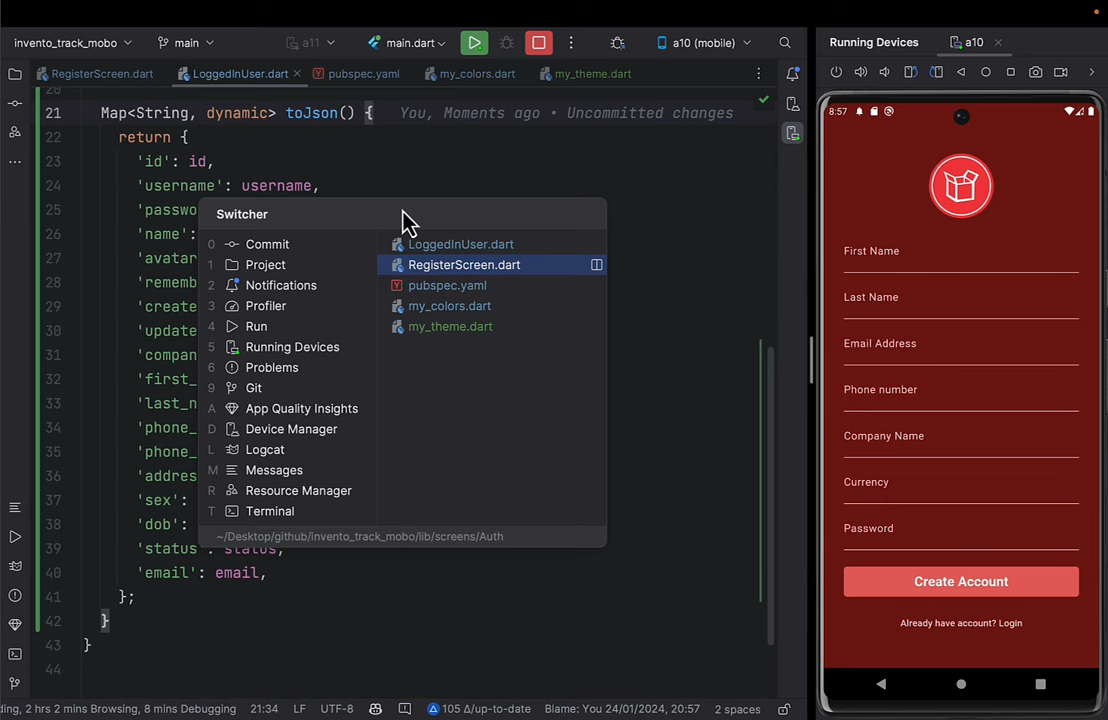 invento_track_mobo
main
a11
main.dart
a10 (mobile)
Running Devices
a10
RegisterScreen.dart
LoggedInUser.dart
pubspec.yaml
my_colors.dart
my_theme.dart
21 Map<String, dynamic> toJson() { You, Moments ago • Uncommitted changes
22 return {
23 'id': id,
24 'username': username,
25 'passwo
26 'name':
27 'avatar
28 'rememb
29 'create
30 'update
31 'compan
32 'first_
33 'last_n
34 'phone_
35 'phone_
36 'addres
37 'sex':
38 'dob':
39 'status': status,
40 'email': email,
41 };
42 }
43 }
44
Switcher
0 Commit
1 Project
2 Notifications
3 Profiler
4 Run
5 Running Devices
6 Problems
9 Git
A App Quality Insights
D Device Manager
L Logcat
M Messages
R Resource Manager
T Terminal
LoggedInUser.dart
RegisterScreen.dart
pubspec.yaml
my_colors.dart
my_theme.dart
~/Desktop/github/invento_track_mobo/lib/screens/Auth
8:57
First Name
Last Name
Email Address
Phone number
Company Name
Currency
Password
Create Account
Already have account? Login
ding, 2 hrs 2 mins Browsing, 8 mins Debugging
21:34
LF
UTF-8
105 Δ/up-to-date
Blame: You 24/01/2024, 20:57
2 spaces